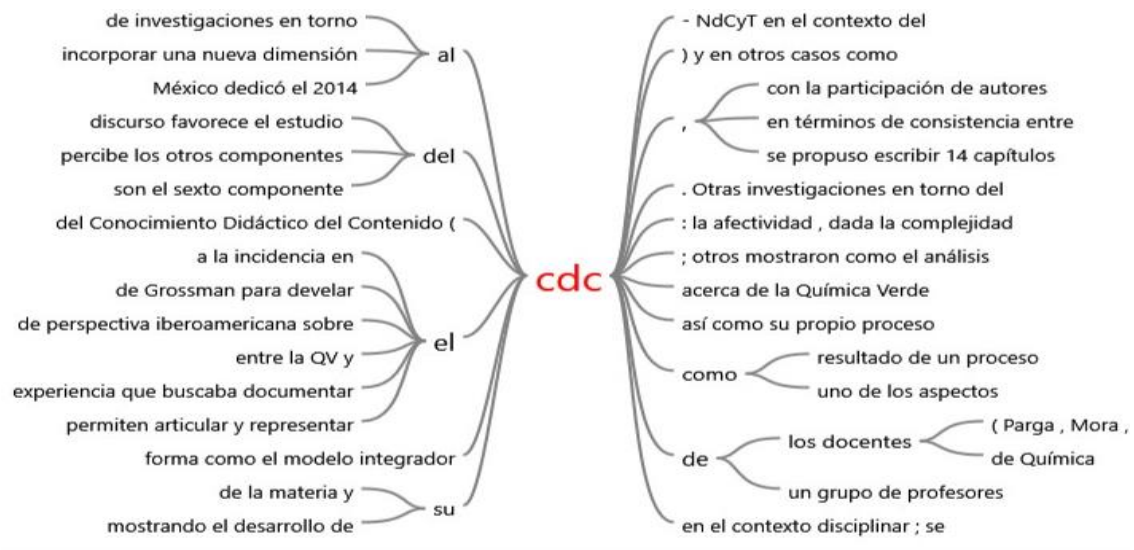 de investigaciones en torno
incorporar una nueva dimensión
México dedicó el 2014
al
discurso favorece el estudio
percibe los otros componentes
son el sexto componente
del
del Conocimiento Didáctico del Contenido (
a la incidencia en
de Grossman para develar
de perspectiva iberoamericana sobre
entre la QV y
experiencia que buscaba documentar
permiten articular y representar
el
forma como el modelo integrador
de la materia y
mostrando el desarrollo de
su
cdc
- NdCyT en el contexto del
) y en otros casos como
,
con la participación de autores
en términos de consistencia entre
se propuso escribir 14 capítulos
. Otras investigaciones en torno del
: la afectividad , dada la complejidad
; otros mostraron como el análisis
acerca de la Química Verde
así como su propio proceso
como
resultado de un proceso
uno de los aspectos
de
los docentes
( Parga , Mora ,
de Química
un grupo de profesores
en el contexto disciplinar ; se